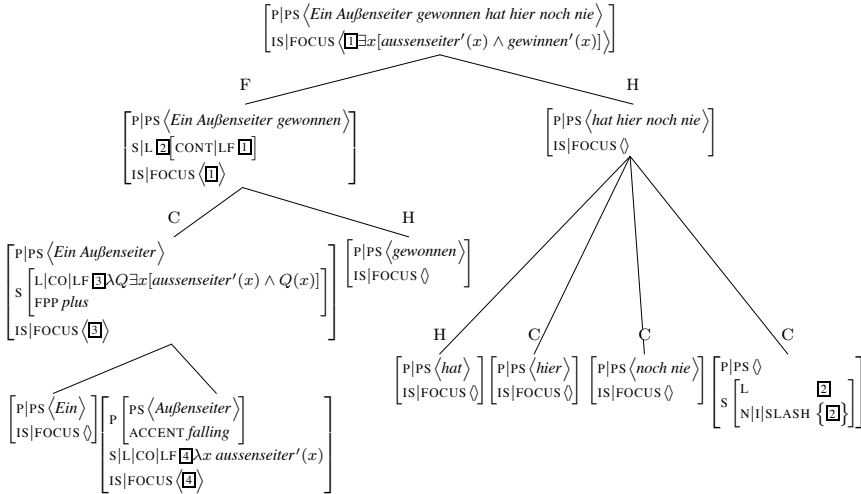 P|PS ⟨Ein Außenseiter gewonnen hat hier noch nie⟩
IS|FOCUS ⟨1∃x[aussenseiter′(x) ∧ gewinnen′(x)]⟩
F
H
P|PS ⟨Ein Außenseiter gewonnen⟩
S|L 2[CONT|LF 1]
IS|FOCUS ⟨1⟩
P|PS ⟨hat hier noch nie⟩
IS|FOCUS ⟨⟩
C
H
P|PS ⟨Ein Außenseiter⟩
S [L|CO|LF 3λQ∃x[aussenseiter′(x) ∧ Q(x)]
FPP plus]
IS|FOCUS ⟨3⟩
P|PS ⟨gewonnen⟩
IS|FOCUS ⟨⟩
H
C
C
C
P|PS ⟨hat⟩
IS|FOCUS ⟨⟩
P|PS ⟨hier⟩
IS|FOCUS ⟨⟩
P|PS ⟨noch nie⟩
IS|FOCUS ⟨⟩
P|PS ⟨⟩
S [L 2
N|I|SLASH {2}]
P|PS ⟨Ein⟩
IS|FOCUS ⟨⟩
P [PS ⟨Außenseiter⟩
ACCENT falling]
S|L|CO|LF 4λx aussenseiter′(x)
IS|FOCUS ⟨4⟩